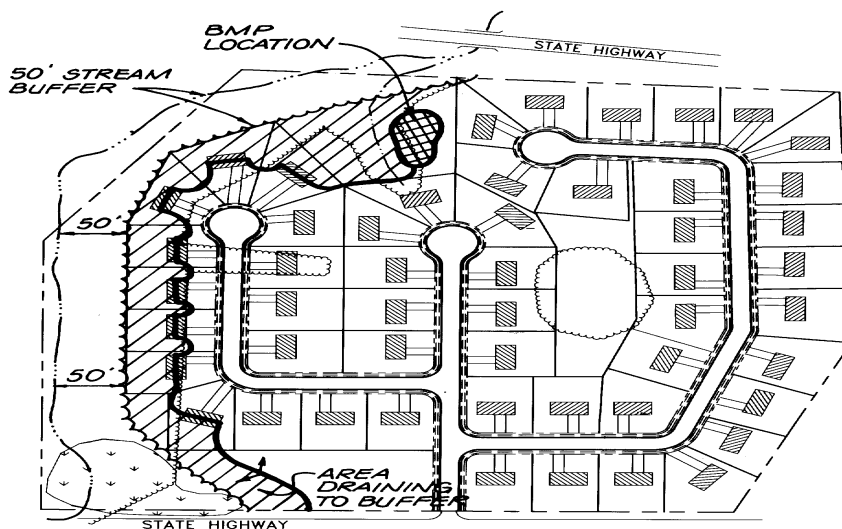 BMP
LOCATION
STATE HIGHWAY
50' STREAM
BUFFER
50'
50'
AREA
DRAINING
TO BUFFER
STATE HIGHWAY